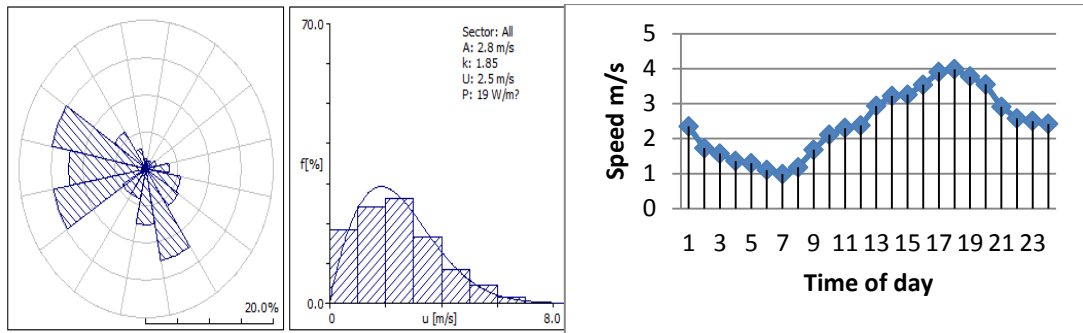 20.0%
70.0
Sector: All
A: 2.8 m/s
k: 1.85
U: 2.5 m/s
P: 19 W/m?
f[%]
0.0
0 u [m/s] 8.0
Speed m/s
5
4
3
2
1
0
1 3 5 7 9 11 13 15 17 19 21 23
Time of day